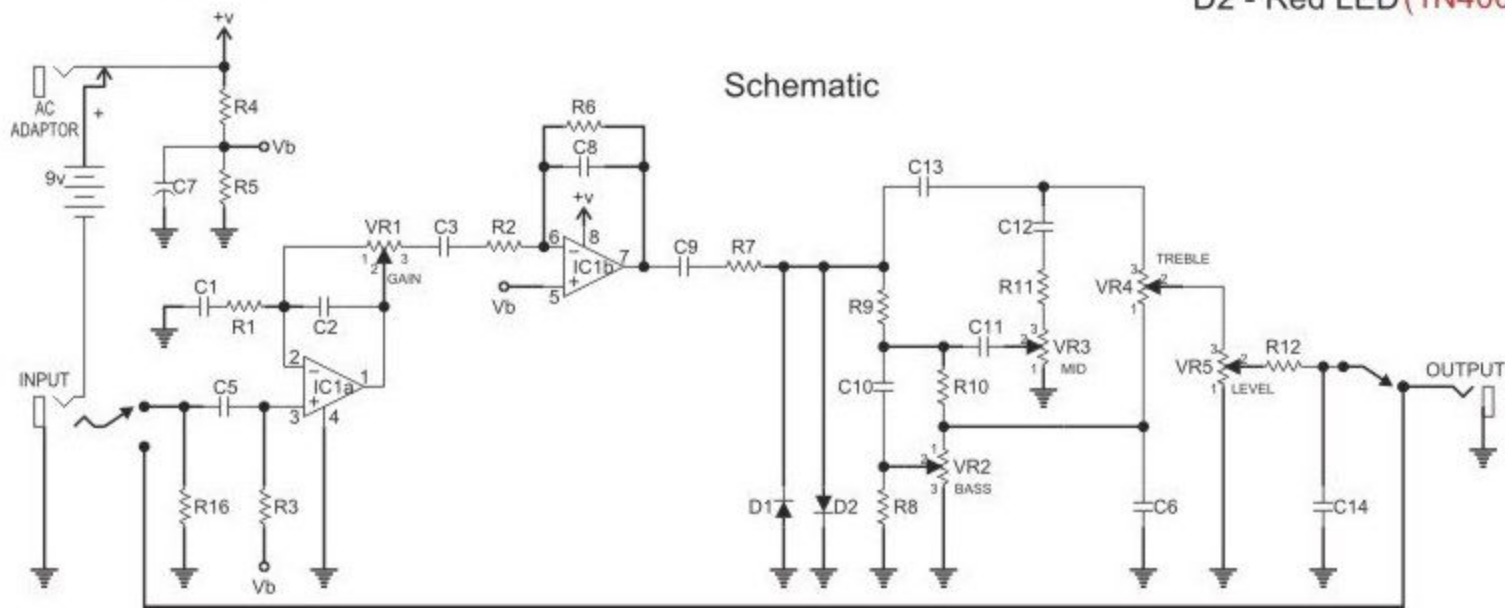 D2 - Red LED (1N400
+v
Schematic
AC
ADAPTOR
+
R4
Vb
9v
C7
R5
R6
C8
+v
VR1
1
3
2
GAIN
C3
R2
6
8
7
IC1b
5
Vb
C9
R7
C13
C12
R11
R9
C11
3
VR3
1
MID
C10
R10
2
1
VR2
3
BASS
R8
TREBLE
3
VR4
2
1
3
VR5
2
1
LEVEL
R12
OUTPUT
C1
R1
C2
2
1
IC1a
3
4
INPUT
C5
R16
R3
Vb
D1
D2
C6
C14